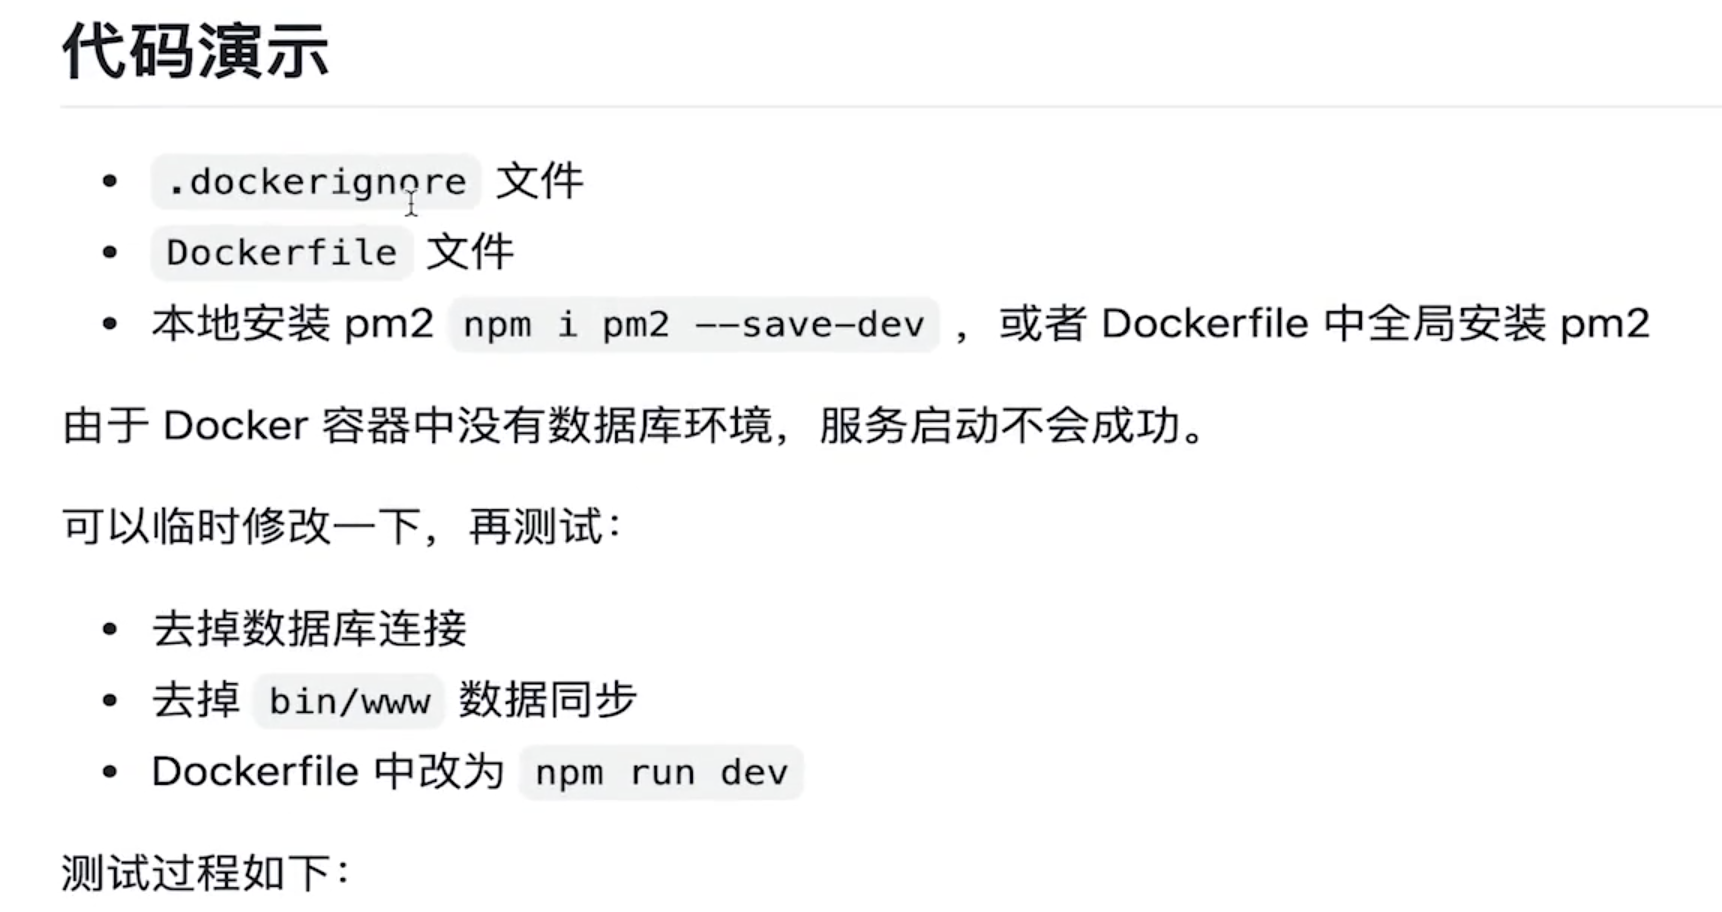 代码演示
.dockerignore 文件
Dockerfile 文件
本地安装 pm2 npm i pm2 --save-dev ，或者 Dockerfile 中全局安装 pm2
由于 Docker 容器中没有数据库环境，服务启动不会成功。
可以临时修改一下，再测试：
去掉数据库连接
去掉 bin/www 数据同步
Dockerfile 中改为 npm run dev
测试过程如下：